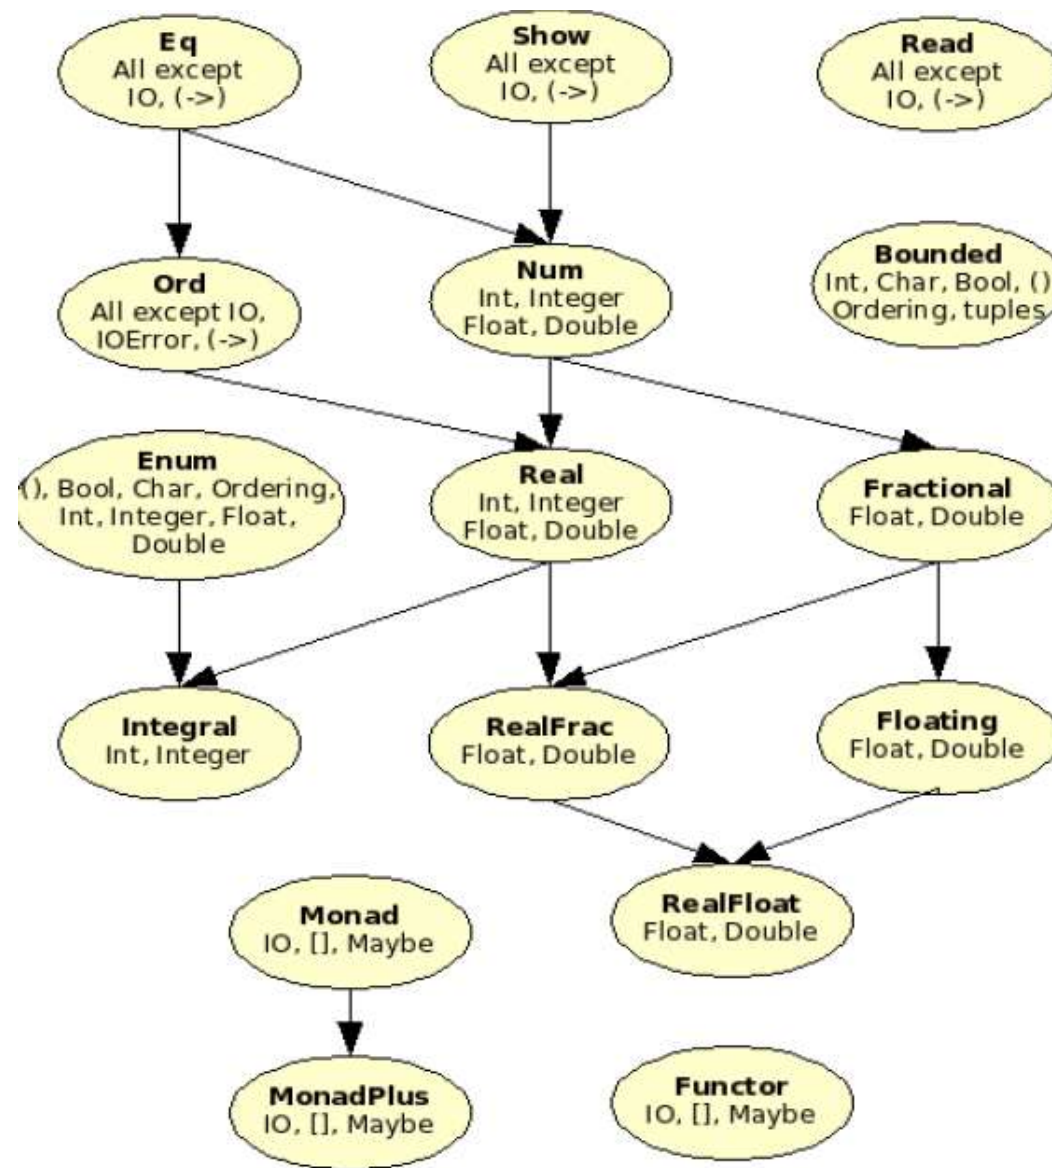 Eq
All except
IO, (->)
Show
All except
IO, (->)
Read
All except
IO, (->)
Ord
All except IO,
IOError, (->)
Num
Int, Integer
Float, Double
Bounded
Int, Char, Bool, ()
Ordering, tuples
Enum
(), Bool, Char, Ordering,
Int, Integer, Float,
Double
Real
Int, Integer
Float, Double
Fractional
Float, Double
Integral
Int, Integer
RealFrac
Float, Double
Floating
Float, Double
Monad
IO, [], Maybe
RealFloat
Float, Double
MonadPlus
IO, [], Maybe
Functor
IO, [], Maybe